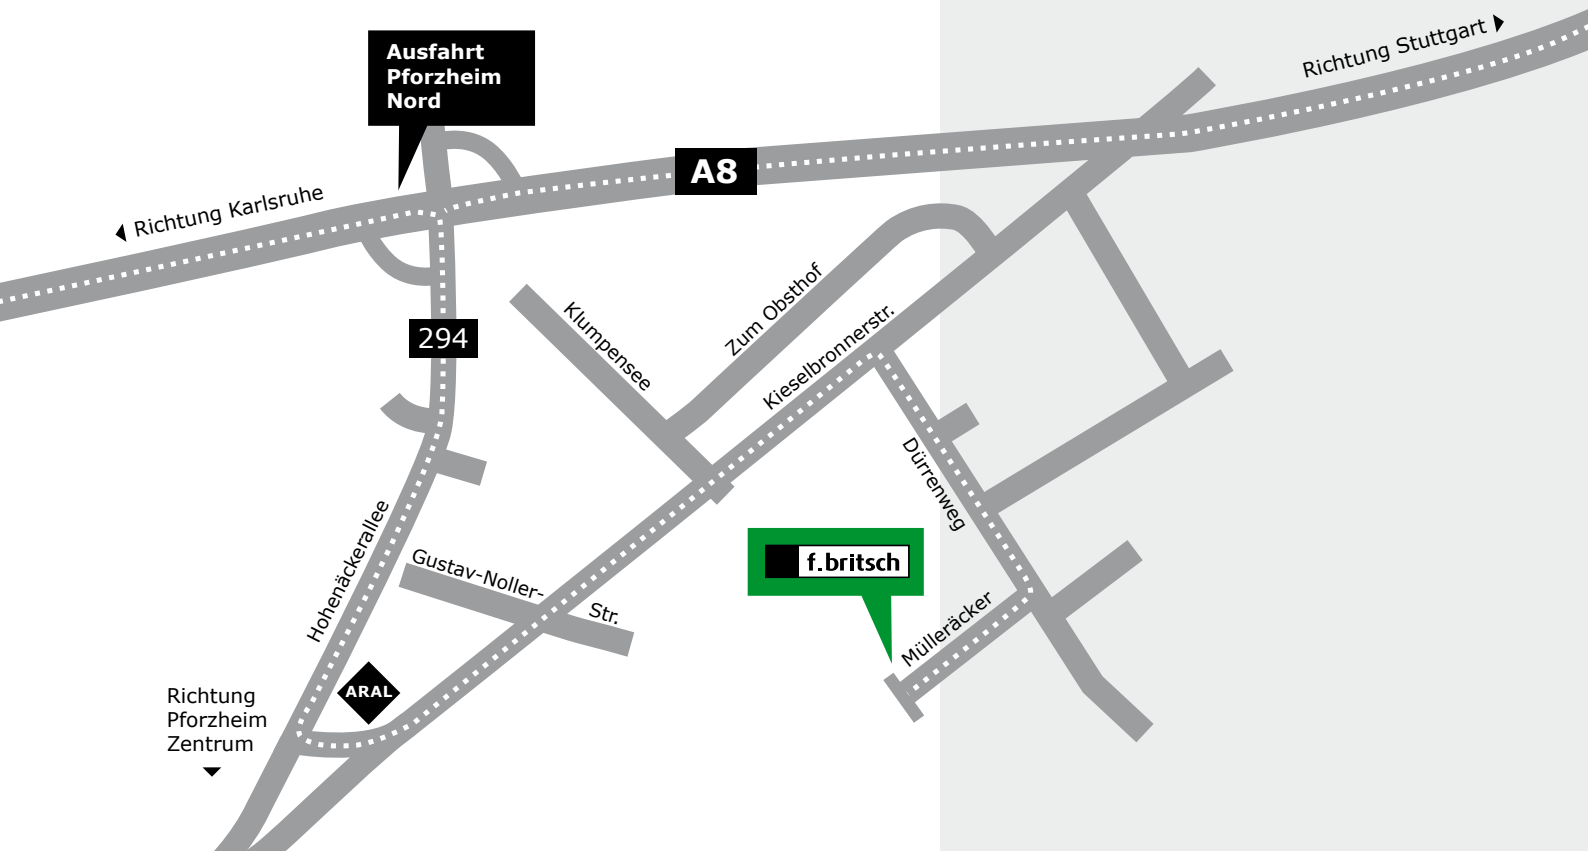 Richtung Stuttgart
Ausfahrt
Pforzheim
Nord
A8
Richtung Karlsruhe
294
Klumpensee
Zum Obsthof
Kieselbronnerstr.
Dürrenweg
Hohenäckerallee
Gustav-Noller-
Str.
f.britsch
Mülleräcker
ARAL
Richtung
Pforzheim
Zentrum